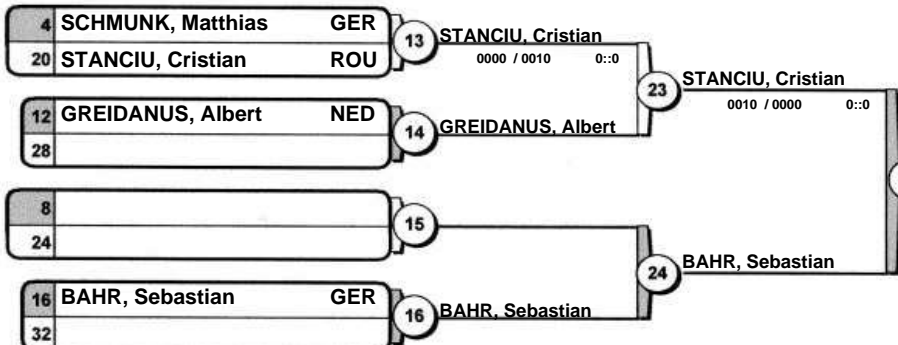 4 SCHMUNK, Matthias GER
20 STANCIU, Cristian ROU
13 STANCIU, Cristian
0000 / 0010 0::0
12 GREIDANUS, Albert NED
28
14 GREIDANUS, Albert
23 STANCIU, Cristian
0010 / 0000 0::0
8
24
15
16 BAHR, Sebastian GER
32
16 BAHR, Sebastian
24 BAHR, Sebastian